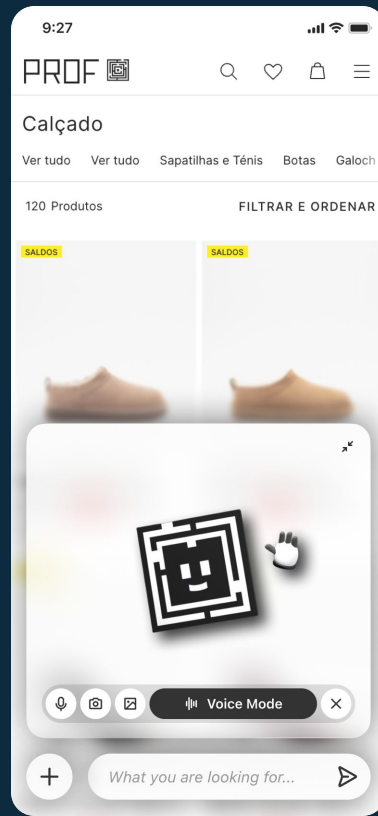 9:27
PROF
Calçado
Ver tudo Ver tudo Sapatilhas e Ténis Botas Galoch
120 Produtos FILTRAR E ORDENAR
SALDOS SALDOS
Voice Mode
What you are looking for...